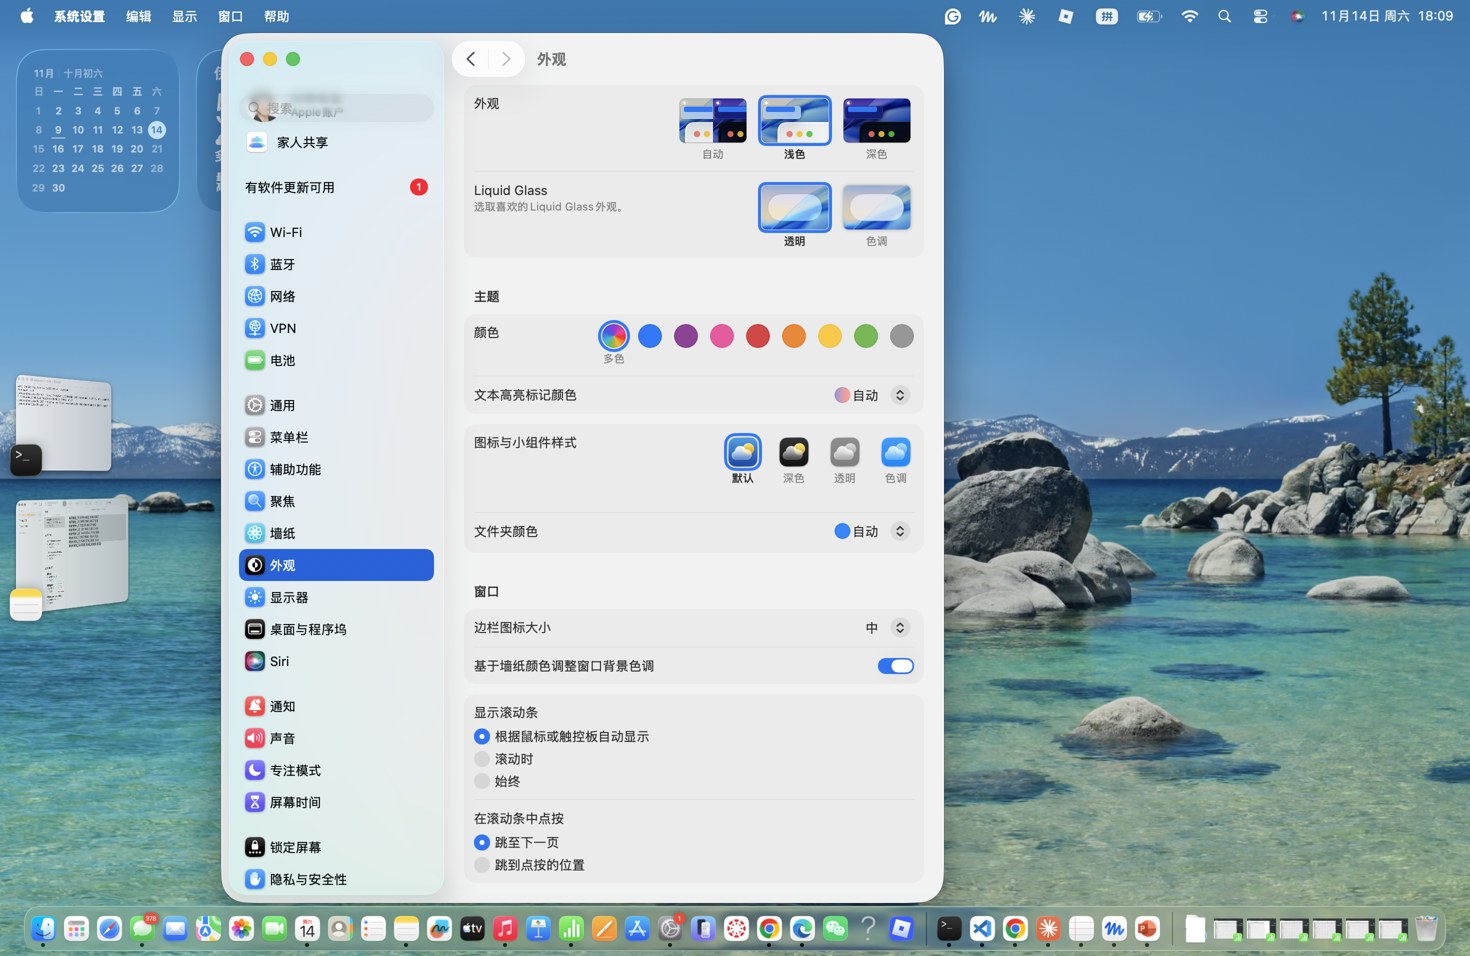 系统设置 编辑 显示 窗口 帮助
拼
11月14日 周六 18:09
11月 十月初六
日 一 二 三 四 五 六
1 2 3 4 5 6 7
8 9 10 11 12 13 14
15 16 17 18 19 20 21
22 23 24 25 26 27 28
29 30
搜索
Apple 账户
家人共享
有软件更新可用 1
Wi-Fi
蓝牙
网络
VPN
电池
通用
菜单栏
辅助功能
聚焦
墙纸
外观
显示器
桌面与程序坞
Siri
通知
声音
专注模式
屏幕时间
锁定屏幕
隐私与安全性
外观
外观
自动 浅色 深色
Liquid Glass
选取喜欢的 Liquid Glass 外观。
透明 色调
主题
颜色
多色
文本高亮标记颜色 自动
图标与小组件样式
默认 深色 透明 色调
文件夹颜色 自动
窗口
边栏图标大小 中
基于墙纸颜色调整窗口背景色调
显示滚动条
根据鼠标或触控板自动显示
滚动时
始终
在滚动条中点按
跳至下一页
跳到点按的位置
378
周六
14
tv
1